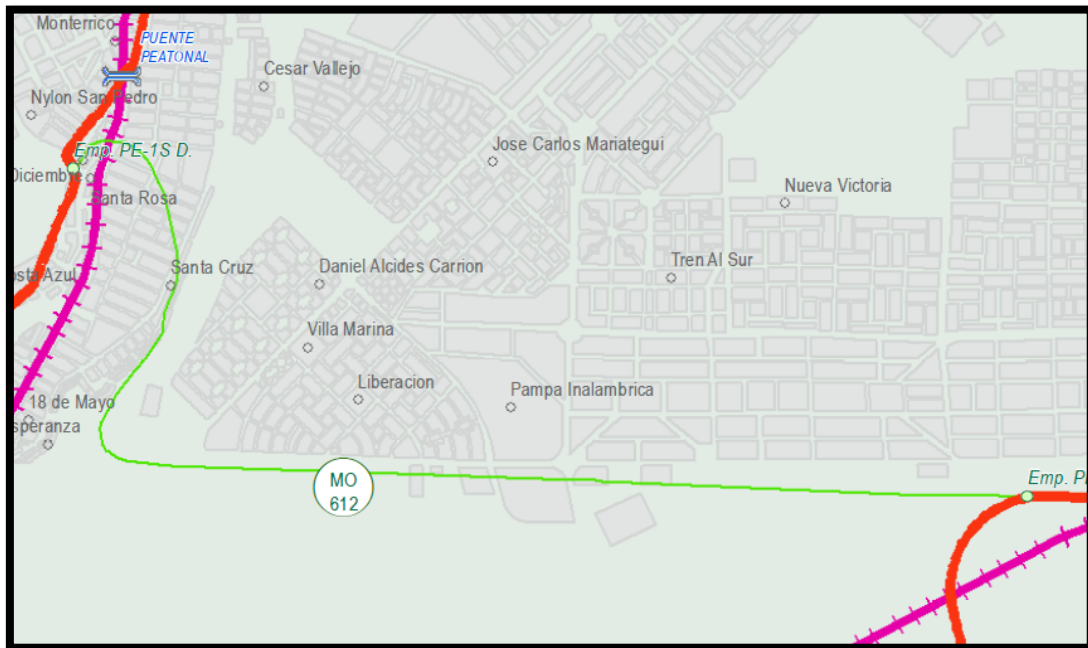 Monterrico
PUENTE
PEATONAL
Cesar Vallejo
Nylon San Pedro
Jose Carlos Mariategui
Emp. PE-1S D.
Diciembre
Santa Rosa
Nueva Victoria
Santa Cruz
Daniel Alcides Carrion
Tren Al Sur
osta Azul
Villa Marina
Liberacion
Pampa Inalambrica
18 de Mayo
speranza
MO
612
Emp. P